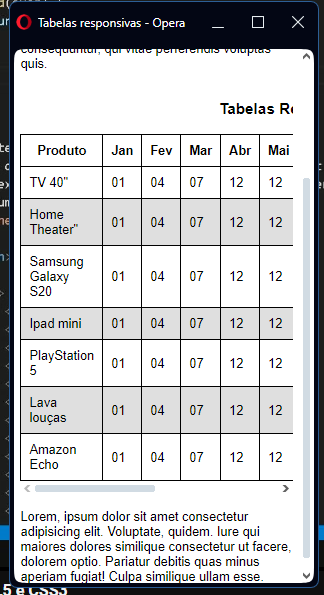 Tabelas responsivas - Opera
consequuntur, qui vitae perferendis voluptas
quis.
Tabelas Re
Produto Jan Fev Mar Abr Mai
TV 40" 01 04 07 12 12
Home
Theater" 01 04 07 12 12
Samsung
Galaxy 01 04 07 12 12
S20
Ipad mini 01 04 07 12 12
PlayStation
5 01 04 07 12 12
Lava
louças 01 04 07 12 12
Amazon
Echo 01 04 07 12 12
Lorem, ipsum dolor sit amet consectetur
adipisicing elit. Voluptate, quidem. Iure qui
maiores dolores similique consectetur ut facere,
dolorem optio. Pariatur debitis quas minus
aperiam fugiat! Culpa similique ullam esse.
.5 e CSS3